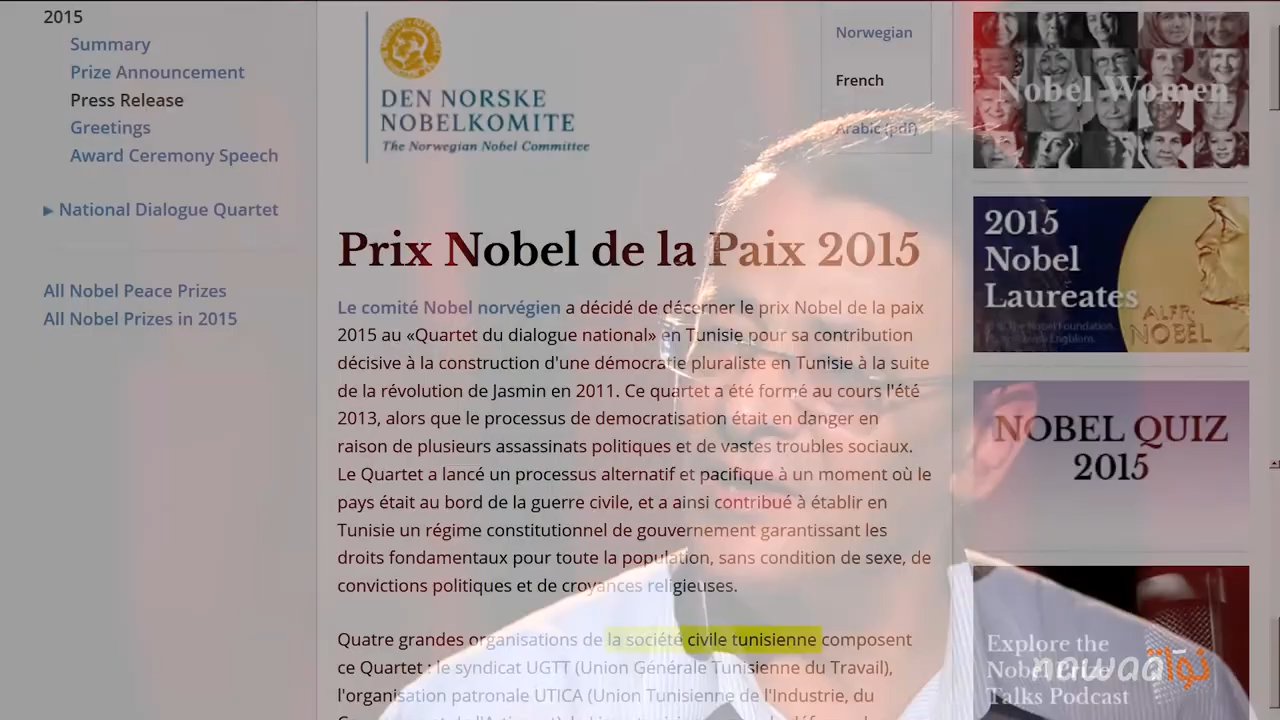 2015
Summary
Prize Announcement
Press Release
Greetings
Award Ceremony Speech
▶ National Dialogue Quartet
All Nobel Peace Prizes
All Nobel Prizes in 2015
DEN NORSKE
NOBELKOMITE
The Norwegian Nobel Committee
Norwegian
French
Arabic (pdf)
Prix Nobel de la Paix 2015
Le comité Nobel norvégien a décidé de décerner le prix Nobel de la paix
2015 au «Quartet du dialogue national» en Tunisie pour sa contribution
décisive à la construction d'une démocratie pluraliste en Tunisie à la suite
de la révolution de Jasmin en 2011. Ce quartet a été formé au cours l'été
2013, alors que le processus de democratisation était en danger en
raison de plusieurs assassinats politiques et de vastes troubles sociaux.
Le Quartet a lancé un processus alternatif et pacifique à un moment où le
pays était au bord de la guerre civile, et a ainsi contribué à établir en
Tunisie un régime constitutionnel de gouvernement garantissant les
droits fondamentaux pour toute la population, sans condition de sexe, de
convictions politiques et de croyances religieuses.
Quatre grandes organisations de la société civile tunisienne composent
ce Quartet : le syndicat UGTT (Union Générale Tunisienne du Travail),
l'organisation patronale UTICA (Union Tunisienne de l'Industrie, du
Nobel Women
2015
Nobel
Laureates
ALFR.
NOBEL
NOBEL QUIZ
2015
Explore the
Nobel Prize
Talks Podcast
nawaat نواة